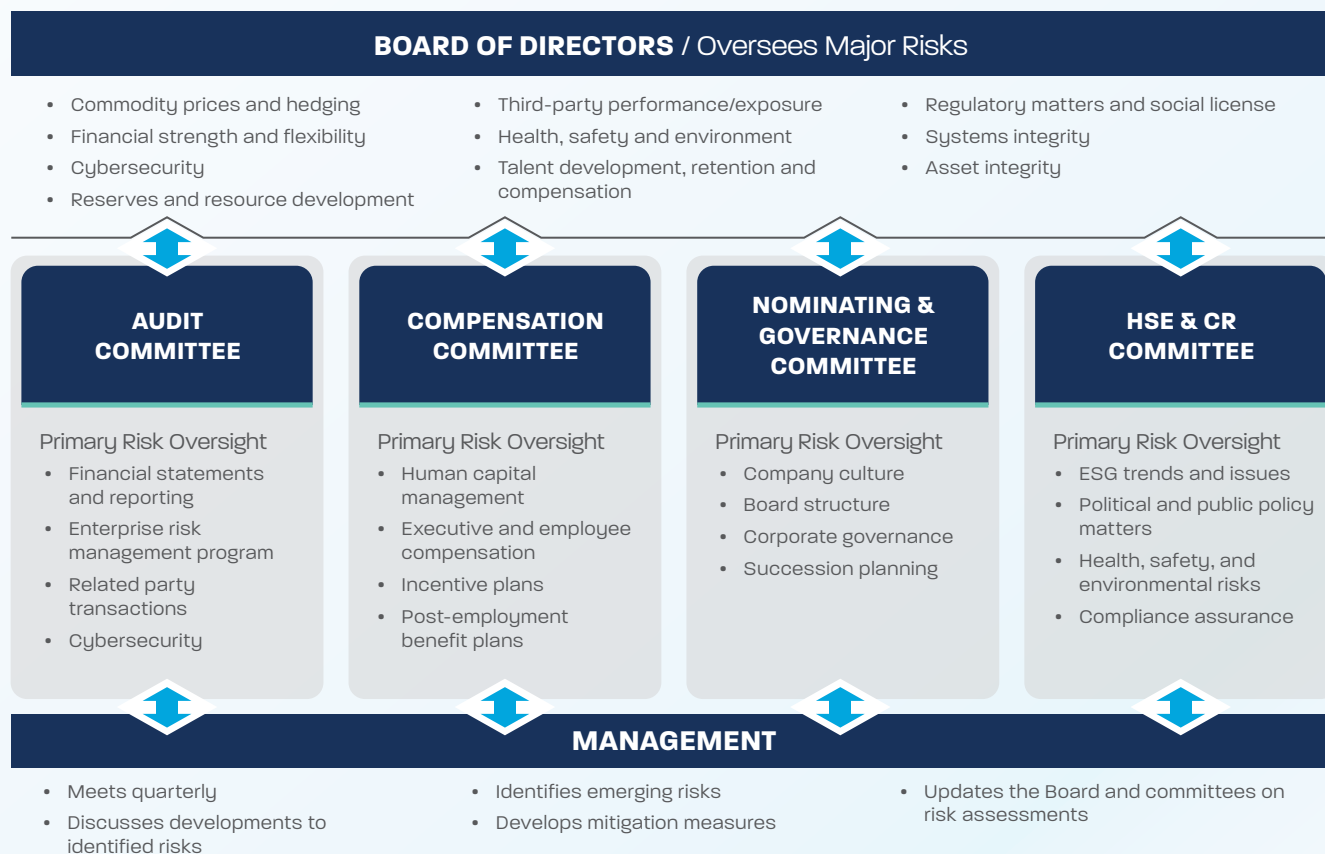 BOARD OF DIRECTORS / Oversees Major Risks
• Commodity prices and hedging
• Financial strength and flexibility
• Cybersecurity
• Reserves and resource development
• Third-party performance/exposure
• Health, safety and environment
• Talent development, retention and
compensation
• Regulatory matters and social license
• Systems integrity
• Asset integrity
AUDIT
COMMITTEE
Primary Risk Oversight
• Financial statements
and reporting
• Enterprise risk
management program
• Related party
transactions
• Cybersecurity
COMPENSATION
COMMITTEE
Primary Risk Oversight
• Human capital
management
• Executive and employee
compensation
• Incentive plans
• Post-employment
benefit plans
NOMINATING &
GOVERNANCE
COMMITTEE
Primary Risk Oversight
• Company culture
• Board structure
• Corporate governance
• Succession planning
HSE & CR
COMMITTEE
Primary Risk Oversight
• ESG trends and issues
• Political and public policy
matters
• Health, safety, and
environmental risks
• Compliance assurance
MANAGEMENT
• Meets quarterly
• Discusses developments to
identified risks
• Identifies emerging risks
• Develops mitigation measures
• Updates the Board and committees on
risk assessments